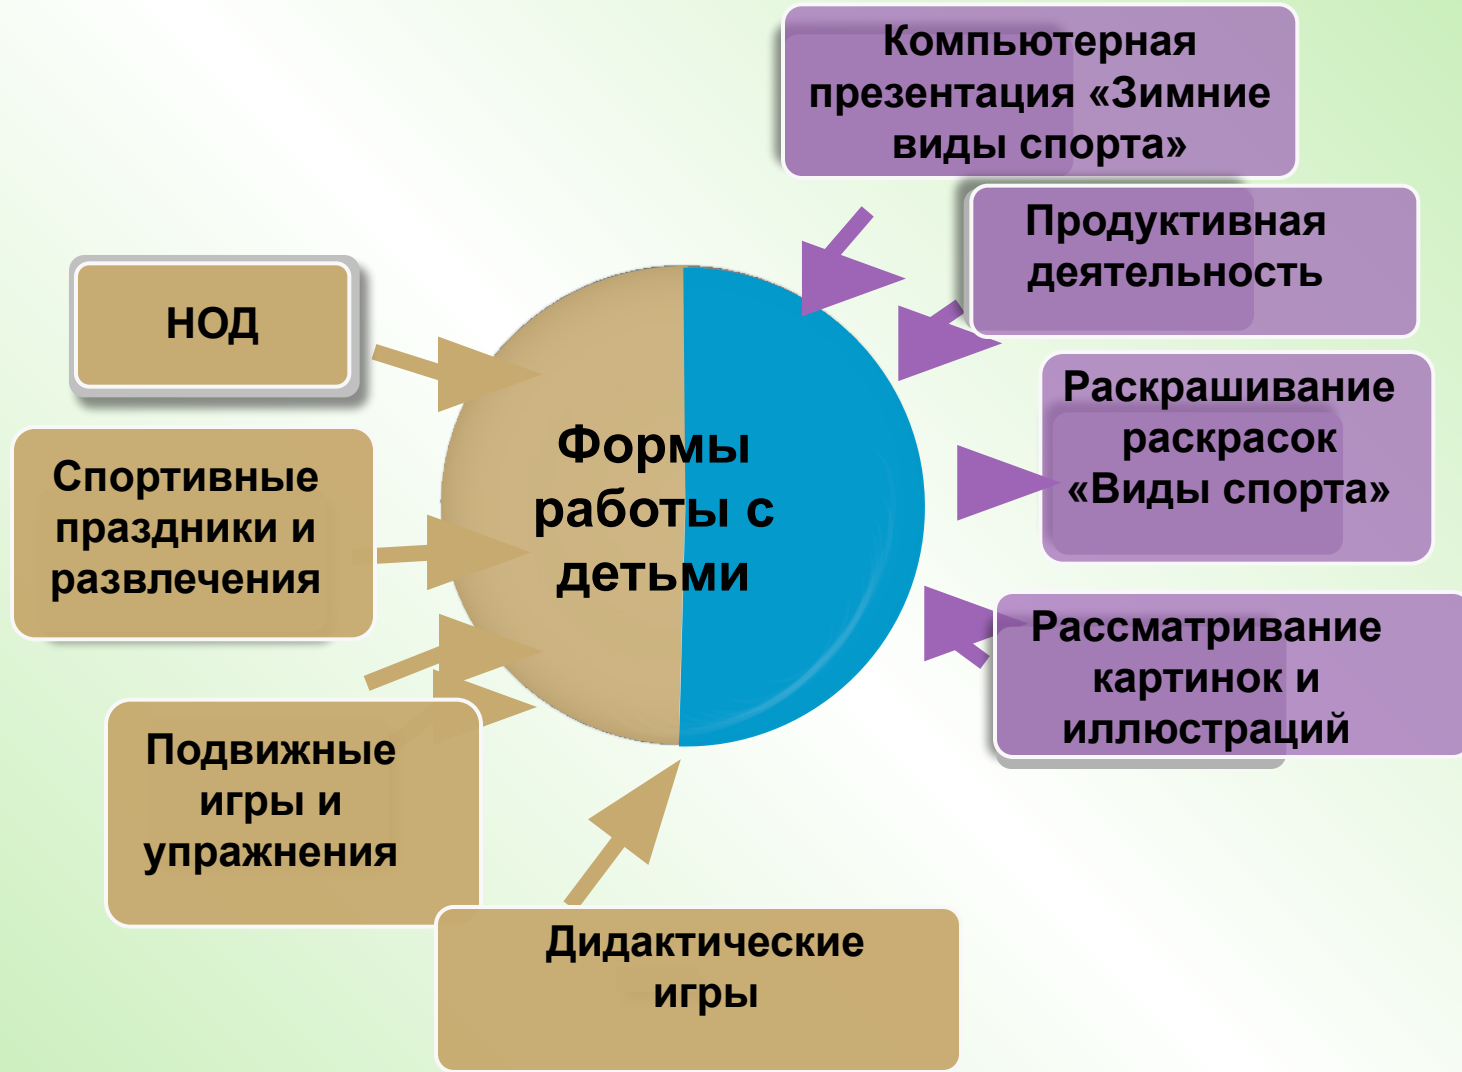 Компьютерная
презентация «Зимние
виды спорта»
Продуктивная
деятельность
НОД
Раскрашивание
раскрасок
«Виды спорта»
Формы
работы с
детьми
Спортивные
праздники и
развлечения
Рассматривание
картинок и
иллюстраций
Подвижные
игры и
упражнения
Дидактические
игры